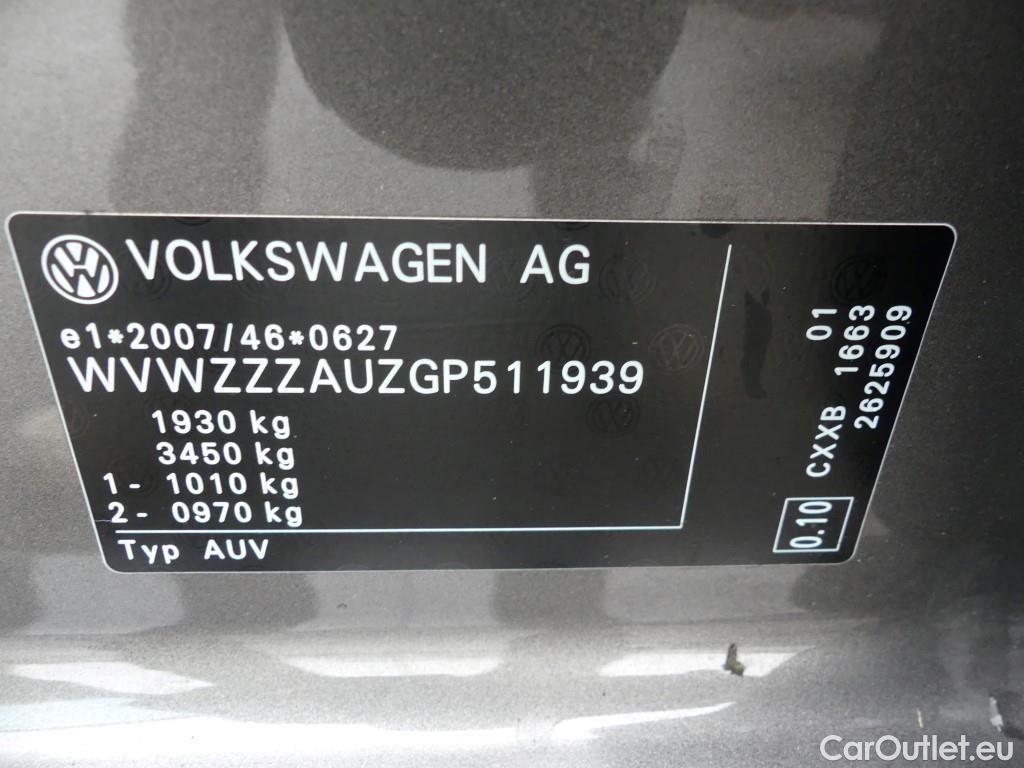 VOLKSWAGEN AG
e1*2007/46*0627
WVWZZZAUZGP511939
1930 kg
3450 kg
1- 1010 kg
2- 0970 kg
Typ AUV
01
CXXB 1663
2625909
0.10
CarOutlet.eu